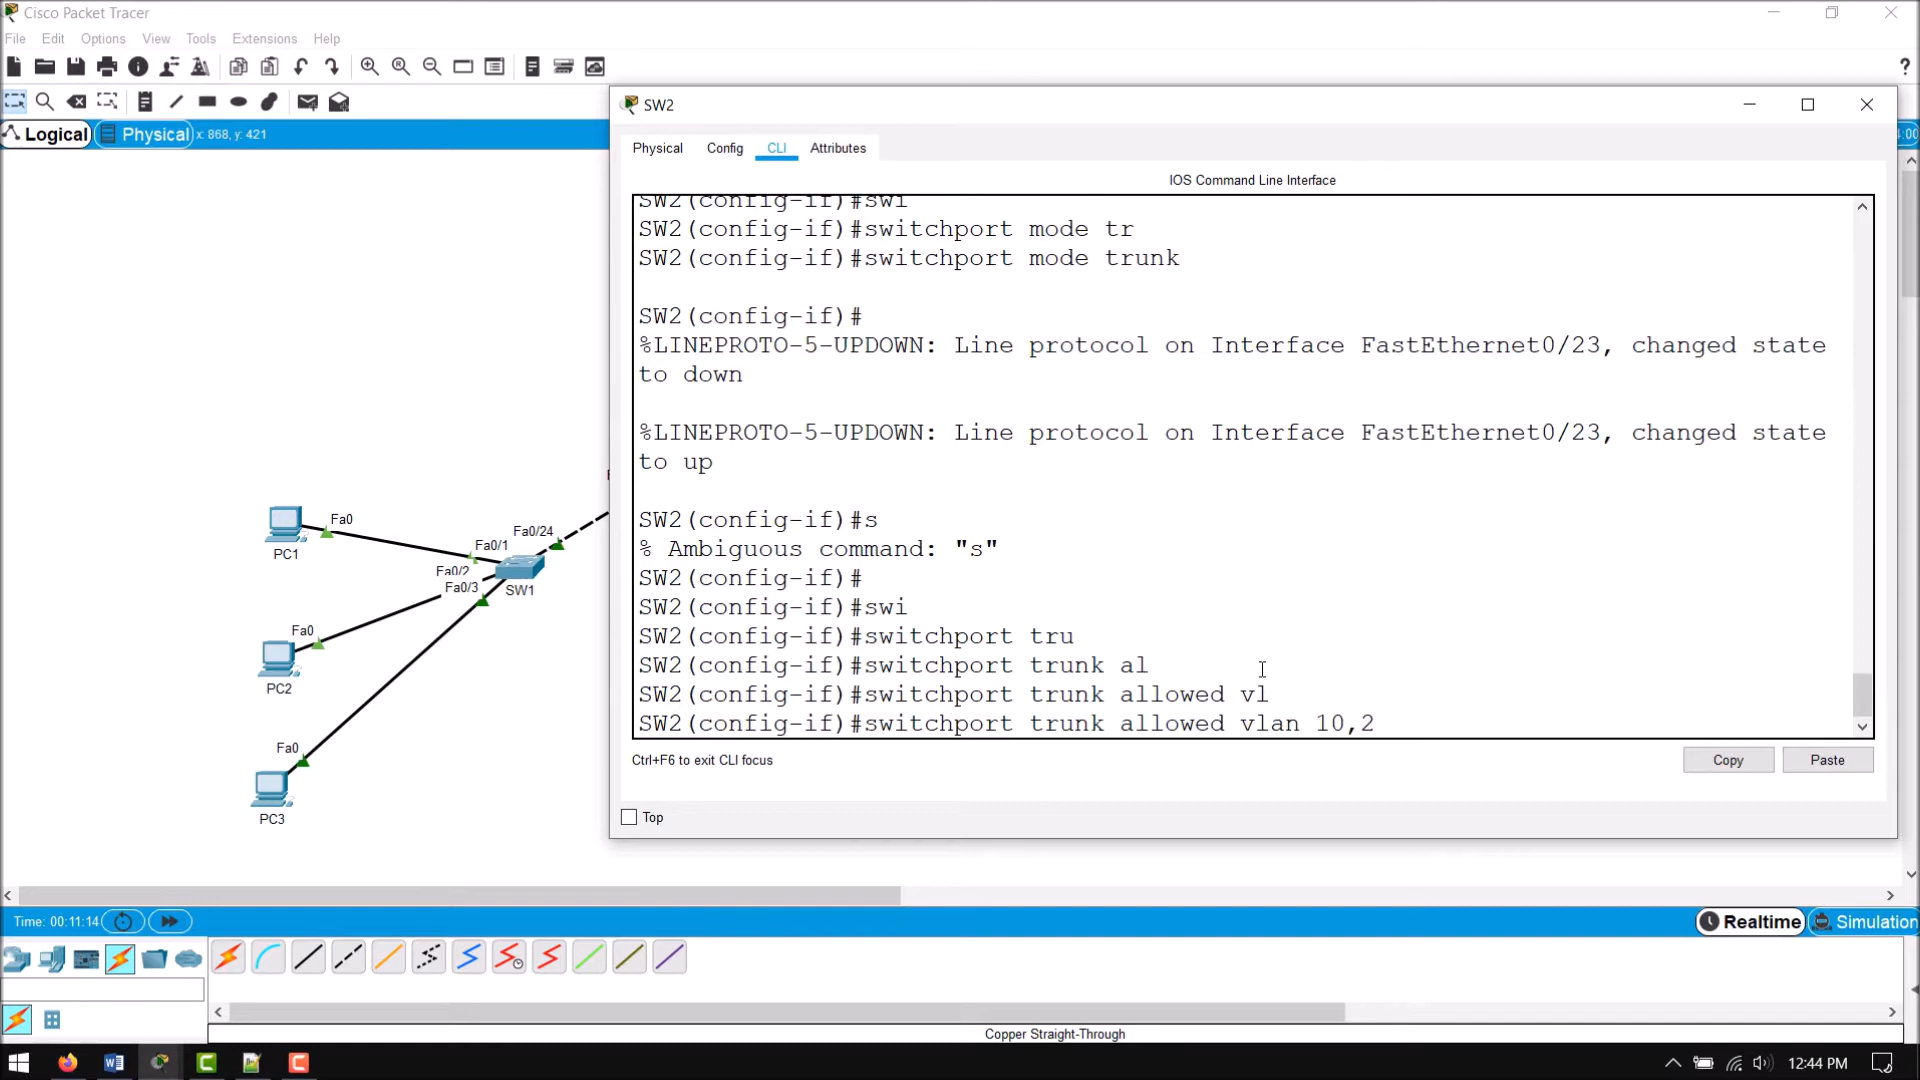 Cisco Packet Tracer
File Edit Options View Tools Extensions Help
?
Logical
Physical
x: 868, y: 421
:00
SW2
Physical Config CLI Attributes
IOS Command Line Interface
SW2(config-if)#swi
SW2(config-if)#switchport mode tr
SW2(config-if)#switchport mode trunk
SW2(config-if)#
%LINEPROTO-5-UPDOWN: Line protocol on Interface FastEthernet0/23, changed state
to down
%LINEPROTO-5-UPDOWN: Line protocol on Interface FastEthernet0/23, changed state
to up
SW2(config-if)#s
% Ambiguous command: "s"
SW2(config-if)#
SW2(config-if)#swi
SW2(config-if)#switchport tru
SW2(config-if)#switchport trunk al
SW2(config-if)#switchport trunk allowed vl
SW2(config-if)#switchport trunk allowed vlan 10,2
Ctrl+F6 to exit CLI focus
Copy
Paste
Top
Fa0
PC1
Fa0/24
Fa0/1
Fa0/2
Fa0/3
SW1
Fa0
PC2
Fa0
PC3
Time: 00:11:14
Realtime
Simulation
Copper Straight-Through
12:44 PM